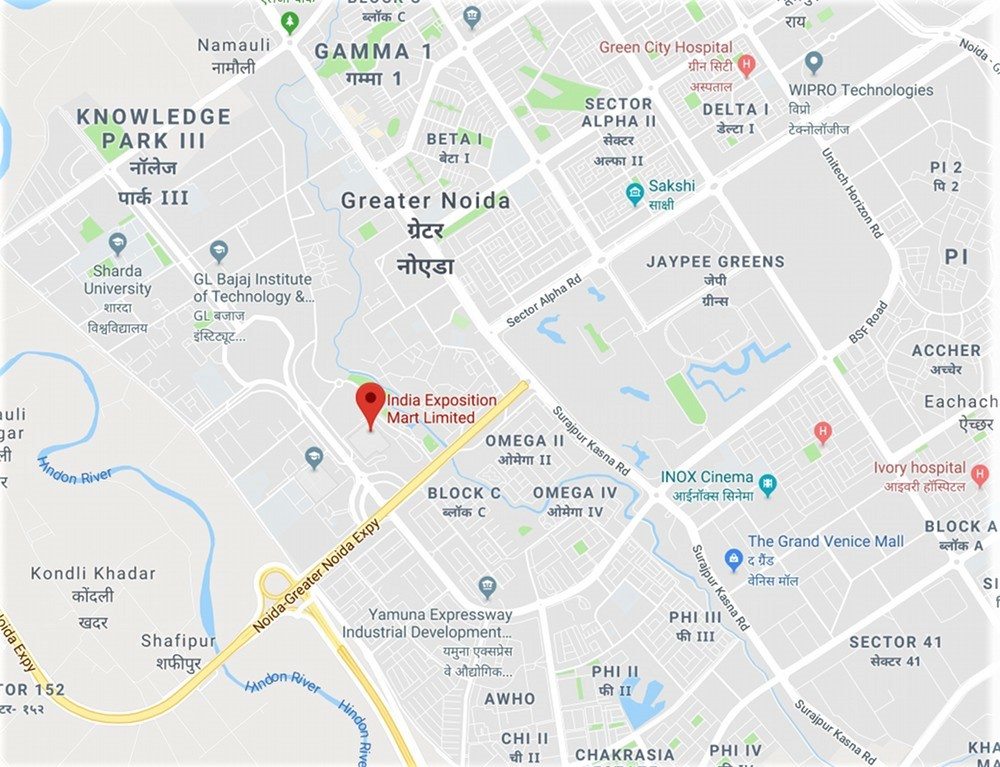 BLOCK C
ब्लॉक C
Namauli
नामौली
GAMMA 1
गम्मा 1
राय
Noida - G
Green City Hospital
ग्रीन सिटी
अस्पताल
WIPRO Technologies
विप्रो
टेक्नोलॉजीज
KNOWLEDGE
PARK III
नॉलेज
पार्क III
SECTOR
ALPHA II
सेक्टर
अल्फा II
DELTA I
डेल्टा I
BETA I
बेटा I
PI 2
पि 2
Unitech Horizon Rd
Greater Noida
ग्रेटर
नोएडा
Sakshi
साक्षी
Sharda
University
शारदा
विश्वविद्यालय
GL Bajaj Institute
of Technology &...
GL बजाज
इंस्टिट्यूट...
JAYPEE GREENS
जेपी
ग्रीन्स
PI
Sector Alpha Rd
BSF Road
ACCHER
अच्चेर
Eachach
ऐच्छर
India Exposition
Mart Limited
auli
gar
ली
र
Hindon River
Surajpur Kasna Rd
OMEGA II
ओमेगा II
INOX Cinema
आईनॉक्स सिनेमा
Ivory hospital
आइवरी हॉस्पिटल
BLOCK C
ब्लॉक C
OMEGA IV
ओमेगा IV
BLOCK A
ब्लॉक A
The Grand Venice Mall
द ग्रैंड
वेनिस मॉल
Noida-Greater Noida Expy
Surajpur Kasna Rd
Kondli Khadar
कोंदली
खदर
SI
Yamuna Expressway
Industrial Development...
यमुना एक्सप्रेस
वे औद्योगिक...
PHI III
फी III
Shafipur
शफीपुर
SECTOR 41
सेक्टर 41
Noida Expy
TOR 152
टर- १५२
Hindon River
Hindon River
PHI II
फी II
AWHO
Surajpur Kasna Rd
CHI II
ची II
CHAKRASIA
PHI IV
फी IV
KHA
MA